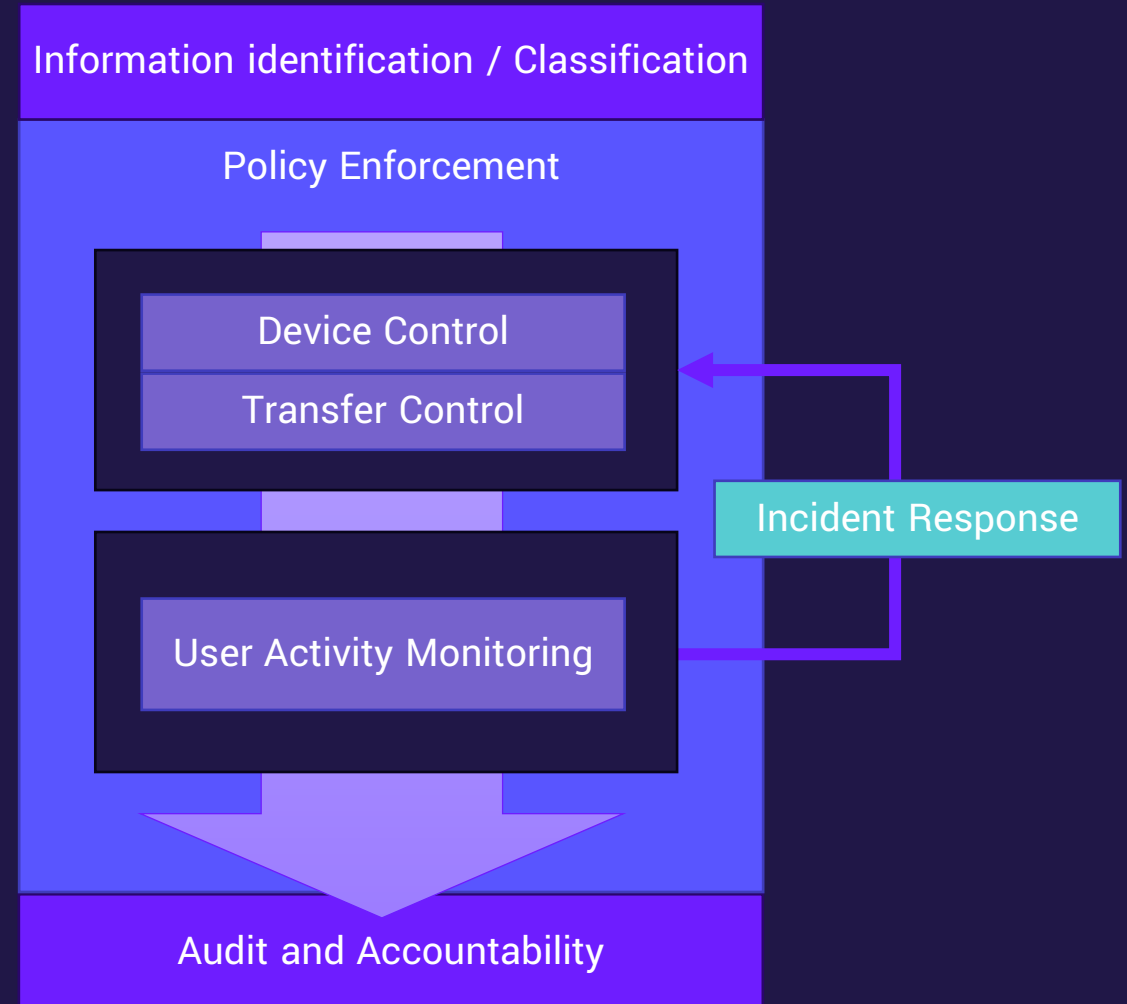 Information identification / Classification
Policy Enforcement
Device Control
Transfer Control
Incident Response
User Activity Monitoring
Audit and Accountability